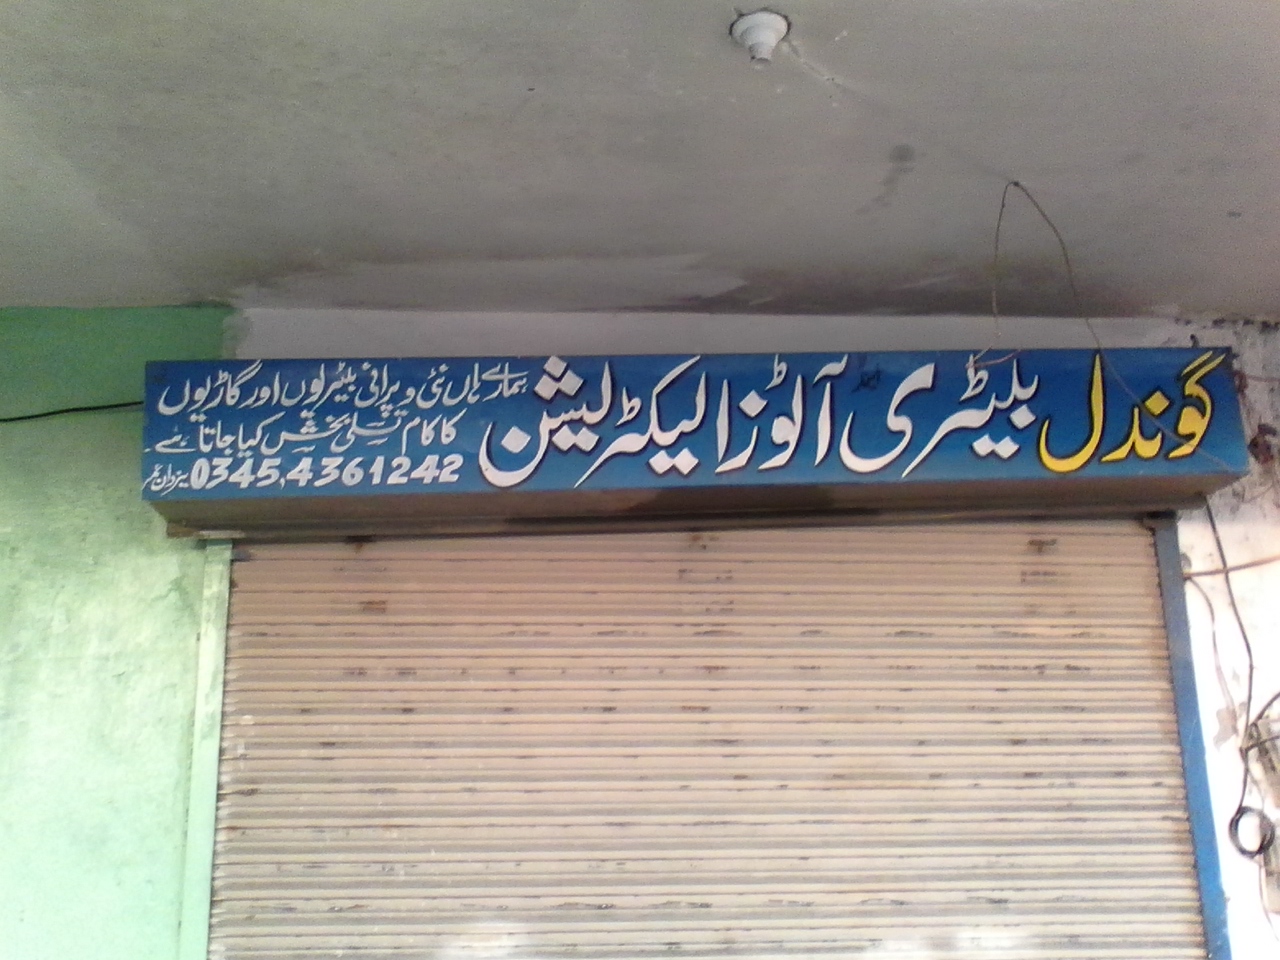 گوندل بیٹری آٹوز الیکٹریشن
ہمارے ہاں نئی و پرانی بیٹریوں اور گاڑیوں
کا کام تسلی بخش کیا جاتا ہے۔
0345,4361242